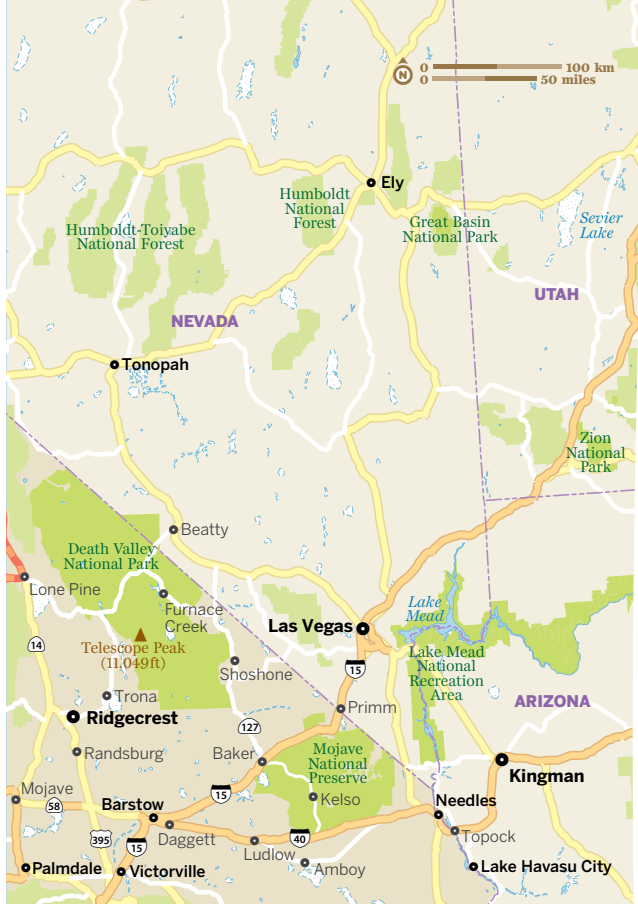 0 100 km
N
0 50 miles
Ely
Humboldt
National
Forest
Humboldt-Toiyabe
National Forest
Great Basin
National Park
Sevier
Lake
UTAH
NEVADA
Tonopah
Zion
National
Park
Beatty
Death Valley
National Park
Lone Pine
Furnace
Creek
Lake
Mead
Las Vegas
14
Telescope Peak
(11,049ft)
Shoshone
15
Lake Mead
National
Recreation
Area
Trona
ARIZONA
Primm
Ridgecrest
127
Randsburg
Baker
Mojave
National
Preserve
Kingman
Mojave
58
15
Kelso
Barstow
Needles
Daggett
395
15
Ludlow
40
Topock
Amboy
Palmdale
Victorville
Lake Havasu City